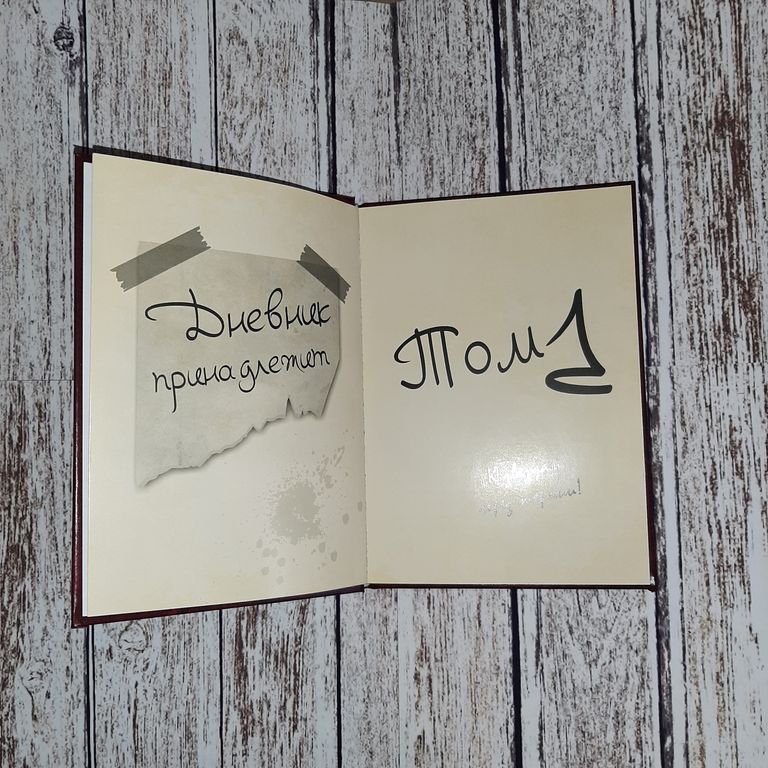 Дневник
принадлежит
Том 1